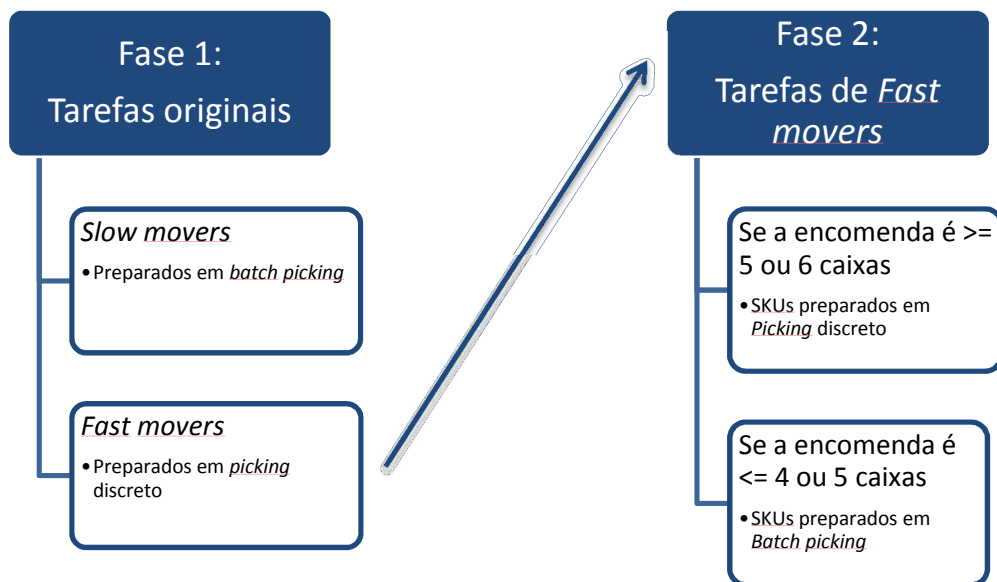 Fase 1:
Tarefas originais
Slow movers
•Preparados em batch picking
Fast movers
•Preparados em picking
discreto
Fase 2:
Tarefas de Fast
movers
Se a encomenda é >=
5 ou 6 caixas
•SKUs preparados em
Picking discreto
Se a encomenda é
<= 4 ou 5 caixas
•SKUs preparados em
Batch picking